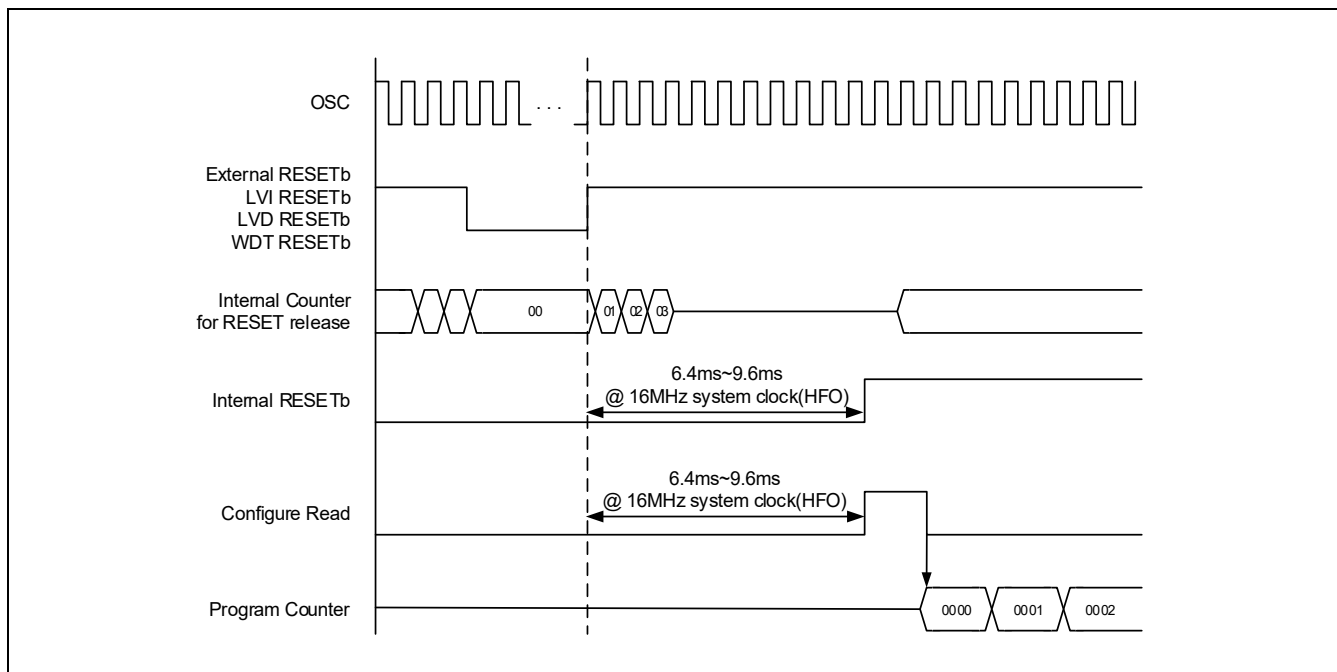 OSC
. . .
External RESETb
LVI RESETb
LVD RESETb
WDT RESETb
Internal Counter
for RESET release
00
01
02
03
6.4ms~9.6ms
@ 16MHz system clock(HFO)
Internal RESETb
6.4ms~9.6ms
@ 16MHz system clock(HFO)
Configure Read
Program Counter
0000
0001
0002